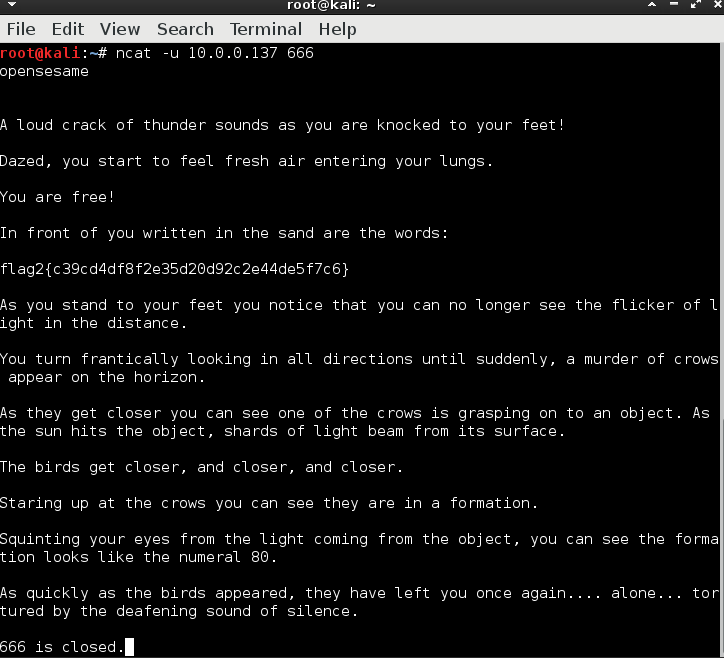 root@kali: ~
File Edit View Search Terminal Help
root@kali:~# ncat -u 10.0.0.137 666
opensesame
A loud crack of thunder sounds as you are knocked to your feet!
Dazed, you start to feel fresh air entering your lungs.
You are free!
In front of you written in the sand are the words:
flag2{c39cd4df8f2e35d20d92c2e44de5f7c6}
As you stand to your feet you notice that you can no longer see the flicker of l
ight in the distance.
You turn frantically looking in all directions until suddenly, a murder of crows
 appear on the horizon.
As they get closer you can see one of the crows is grasping on to an object. As
the sun hits the object, shards of light beam from its surface.
The birds get closer, and closer, and closer.
Staring up at the crows you can see they are in a formation.
Squinting your eyes from the light coming from the object, you can see the forma
tion looks like the numeral 80.
As quickly as the birds appeared, they have left you once again.... alone... tor
tured by the deafening sound of silence.
666 is closed.